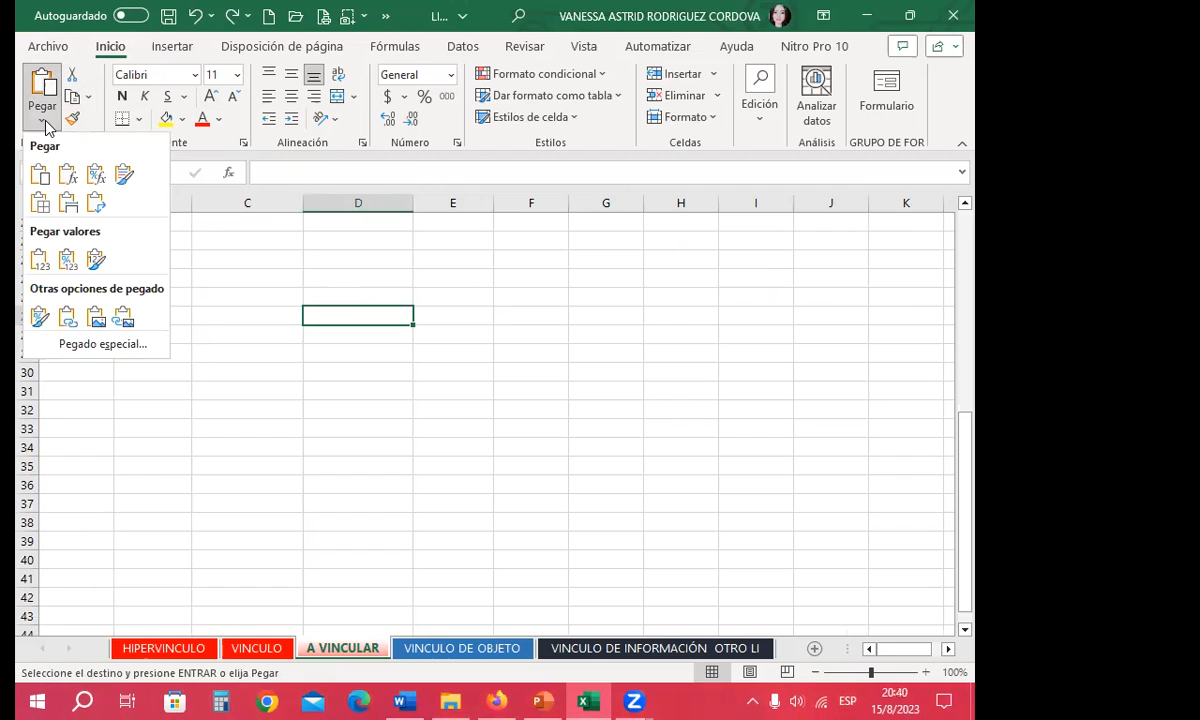 Autoguardado
LI...
VANESSA ASTRID RODRIGUEZ CORDOVA
Archivo Inicio Insertar Disposición de página Fórmulas Datos Revisar Vista Automatizar Ayuda Nitro Pro 10
Pegar
Calibri 11
N K S
General
$ % 000
Formato condicional
Dar formato como tabla
Estilos de celda
Insertar
Eliminar
Formato
Edición
Analizar datos
Formulario
Alineación Número Estilos Celdas Análisis GRUPO DE FOR
Pegar
Pegar valores
Otras opciones de pegado
Pegado especial...
fx
C D E F G H I J K
30
31
32
33
34
35
36
37
38
39
40
41
42
43
44
HIPERVINCULO VINCULO A VINCULAR VINCULO DE OBJETO VINCULO DE INFORMACIÓN OTRO LI
Seleccione el destino y presione ENTRAR o elija Pegar
100%
ESP
20:40
15/8/2023